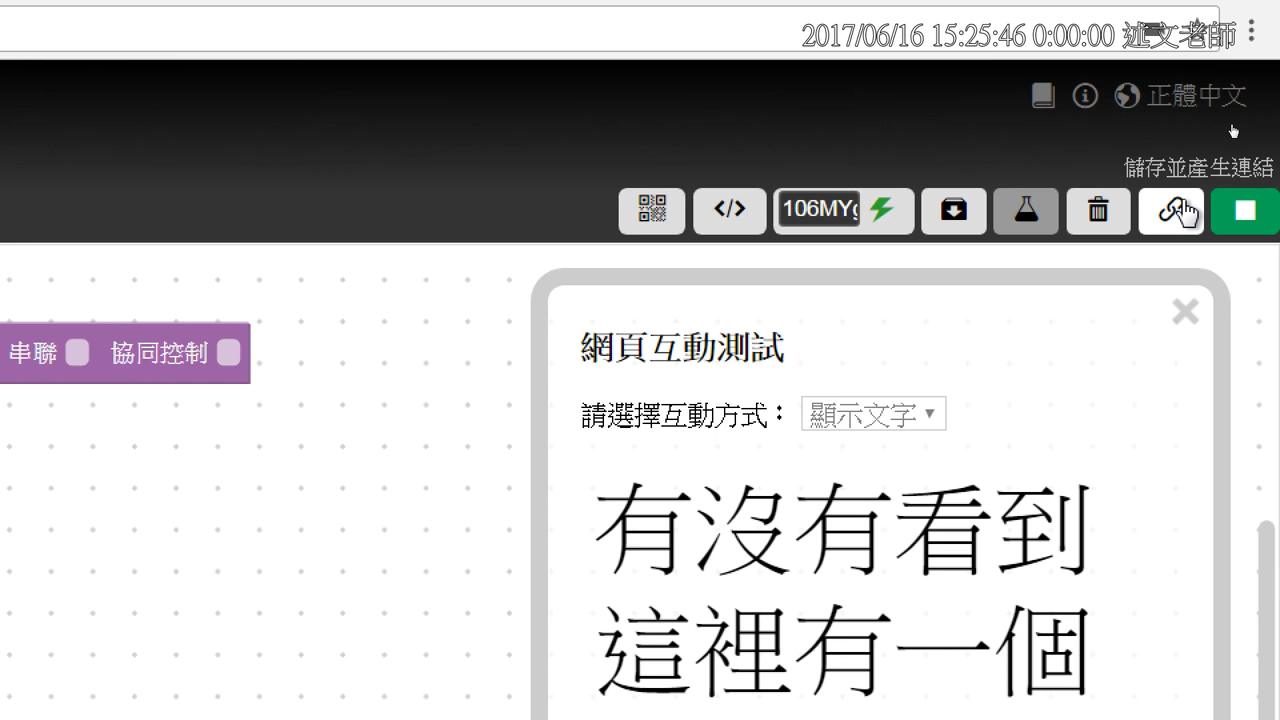 2017/06/16 15:25:46 0:00:00 述文老師
正體中文
儲存並產生連結
</> 106MYg
串聯 協同控制
網頁互動測試
請選擇互動方式： 顯示文字
有沒有看到
這裡有一個